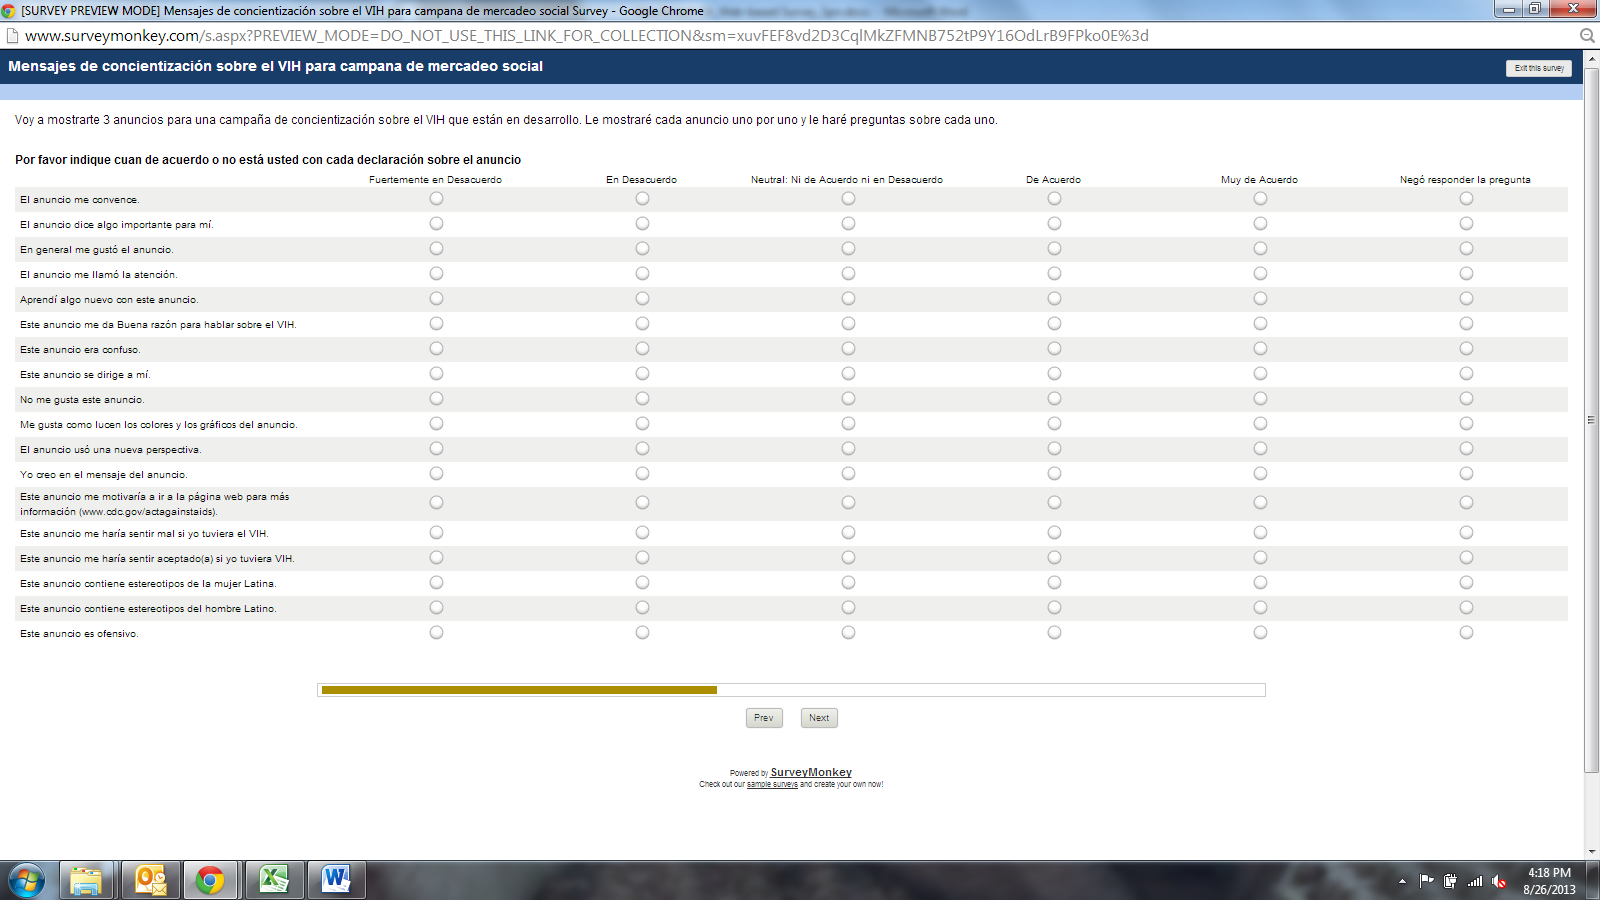 [SURVEY PREVIEW MODE] Mensajes de concientización sobre el VIH para campana de mercadeo social Survey - Google Chrome
www.surveymonkey.com/s.aspx?PREVIEW_MODE=DO_NOT_USE_THIS_LINK_FOR_COLLECTION&sm=xuvFEF8vd2D3CqlMkZFMNB752tP9Y16OdLrB9FPko0E%3d
Mensajes de concientización sobre el VIH para campana de mercadeo social
Exit this survey
Voy a mostrarte 3 anuncios para una campaña de concientización sobre el VIH que están en desarrollo. Le mostraré cada anuncio uno por uno y le haré preguntas sobre cada uno.
Por favor indique cuan de acuerdo o no está usted con cada declaración sobre el anuncio
Fuertemente en Desacuerdo En Desacuerdo Neutral: Ni de Acuerdo ni en Desacuerdo De Acuerdo Muy de Acuerdo Negó responder la pregunta
El anuncio me convence.
El anuncio dice algo importante para mí.
En general me gustó el anuncio.
El anuncio me llamó la atención.
Aprendí algo nuevo con este anuncio.
Este anuncio me da Buena razón para hablar sobre el VIH.
Este anuncio era confuso.
Este anuncio se dirige a mí.
No me gusta este anuncio.
Me gusta como lucen los colores y los gráficos del anuncio.
El anuncio usó una nueva perspectiva.
Yo creo en el mensaje del anuncio.
Este anuncio me motivaría a ir a la página web para más
información (www.cdc.gov/actagainstaids).
Este anuncio me haría sentir mal si yo tuviera el VIH.
Este anuncio me haría sentir aceptado(a) si yo tuviera VIH.
Este anuncio contiene estereotipos de la mujer Latina.
Este anuncio contiene estereotipos del hombre Latino.
Este anuncio es ofensivo.
Prev Next
Powered by SurveyMonkey
Check out our sample surveys and create your own now!
4:18 PM
8/26/2013